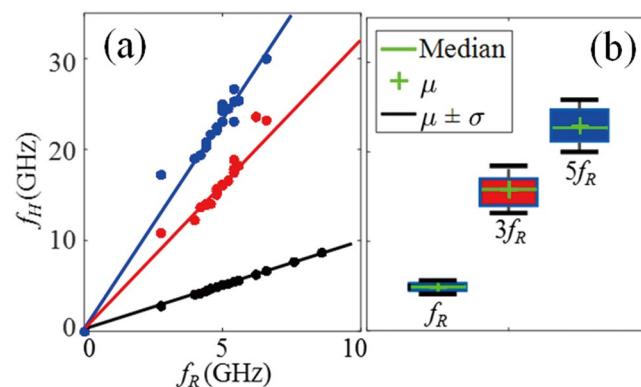 (a)
30
20
10
0
f_H(GHz)
0
5
10
f_R(GHz)
(b)
Median
μ
μ ± σ
5f_R
3f_R
f_R